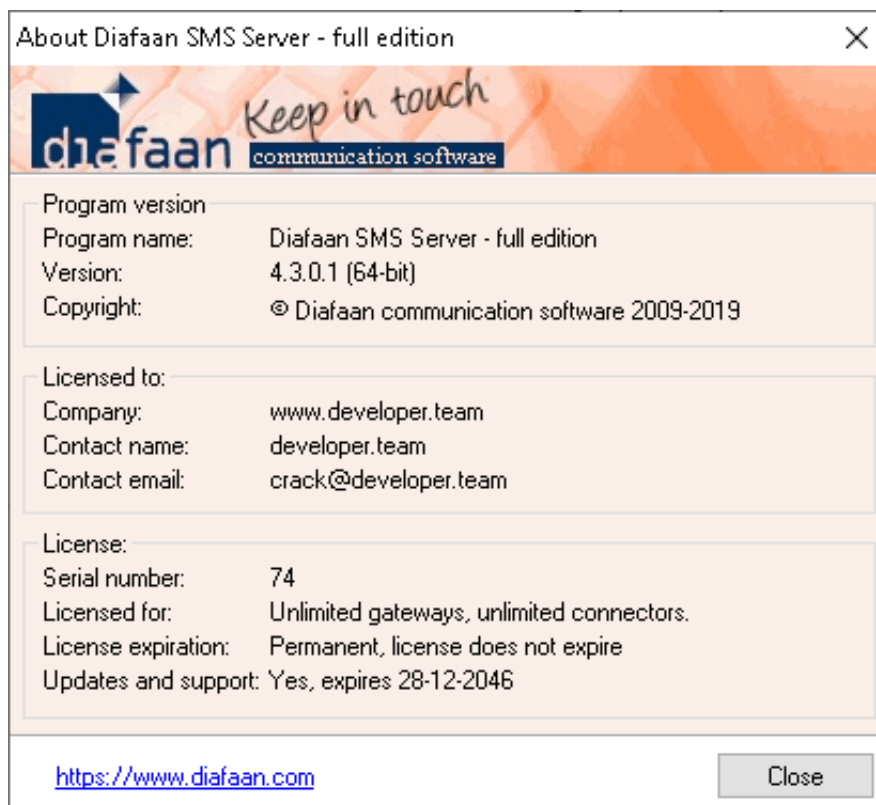 About Diafaan SMS Server - full edition
diafaan
Keep in touch
communication software
Program version
Program name: Diafaan SMS Server - full edition
Version: 4.3.0.1 (64-bit)
Copyright: © Diafaan communication software 2009-2019
Licensed to:
Company: www.developer.team
Contact name: developer.team
Contact email: crack@developer.team
License:
Serial number: 74
Licensed for: Unlimited gateways, unlimited connectors.
License expiration: Permanent, license does not expire
Updates and support: Yes, expires 28-12-2046
https://www.diafaan.com
Close